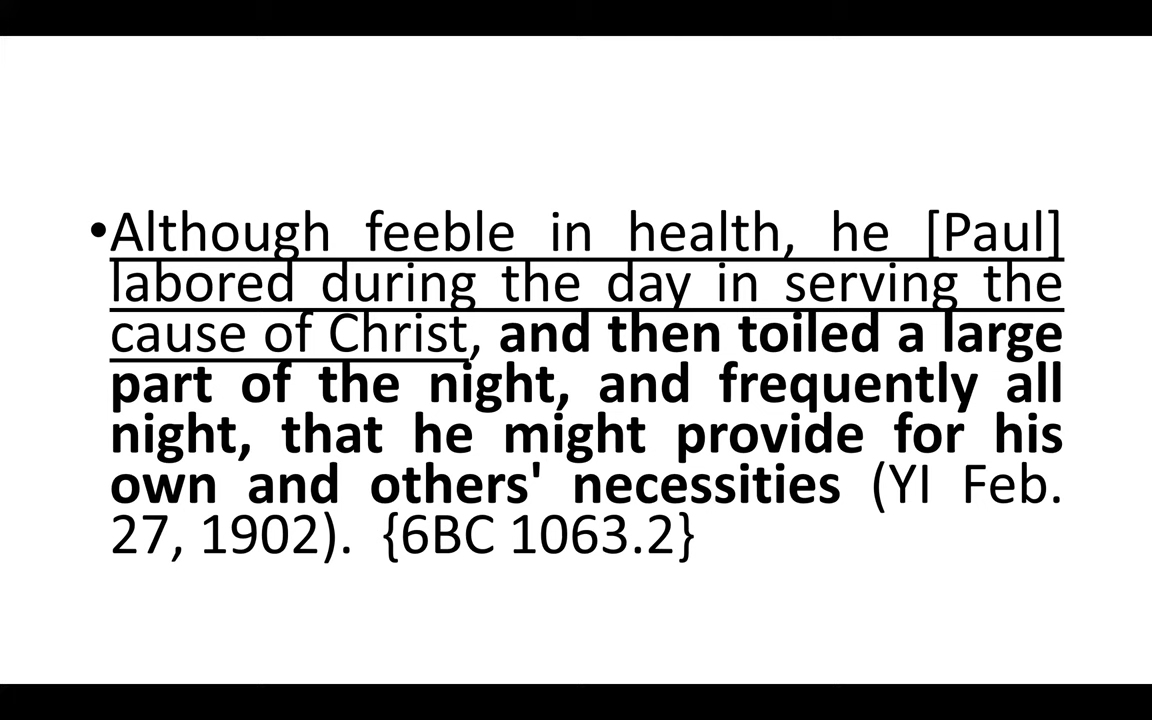 •Although feeble in health, he [Paul]
labored during the day in serving the
cause of Christ, and then toiled a large
part of the night, and frequently all
night, that he might provide for his
own and others' necessities (YI Feb.
27, 1902).  {6BC 1063.2}